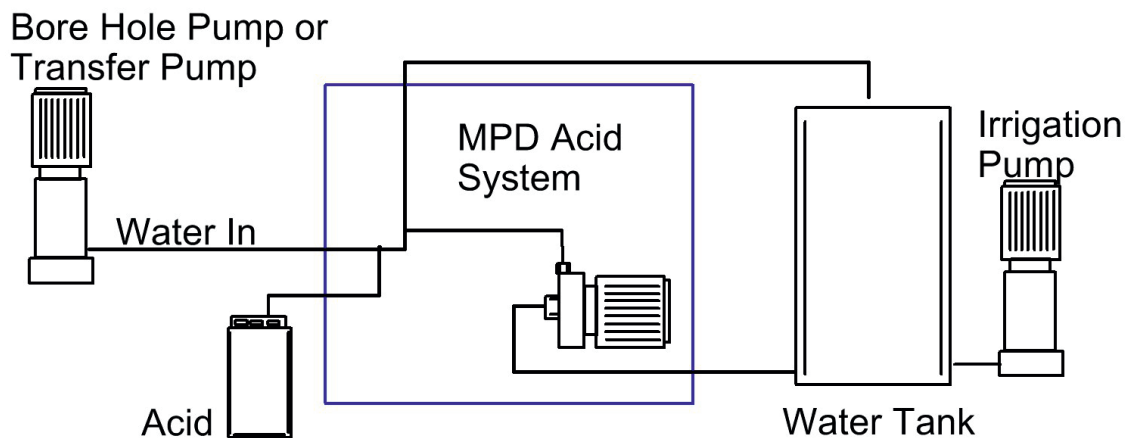 Bore Hole Pump or
Transfer Pump
MPD Acid
System
Irrigation
Pump
Water In
Acid
Water Tank